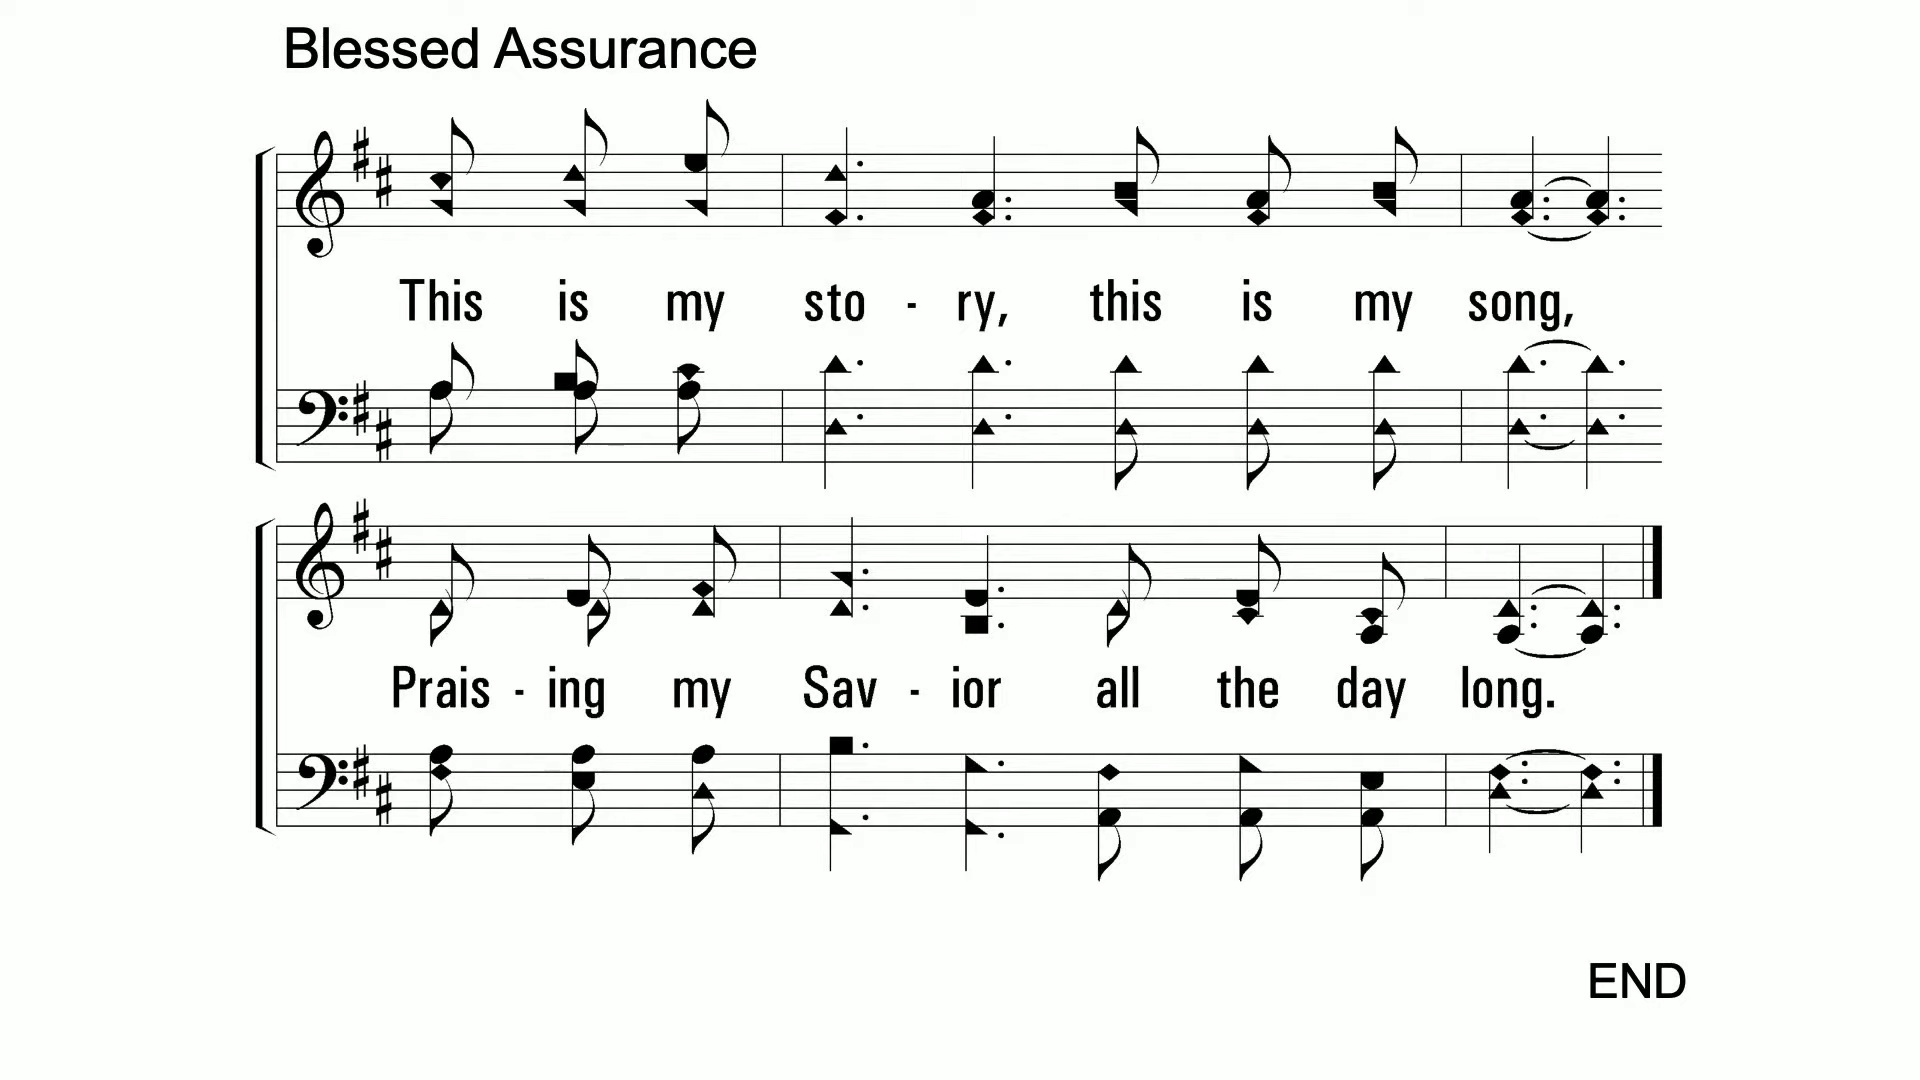 Blessed Assurance
This is my sto - ry, this is my song,
Prais - ing my Sav - ior all the day long.
END